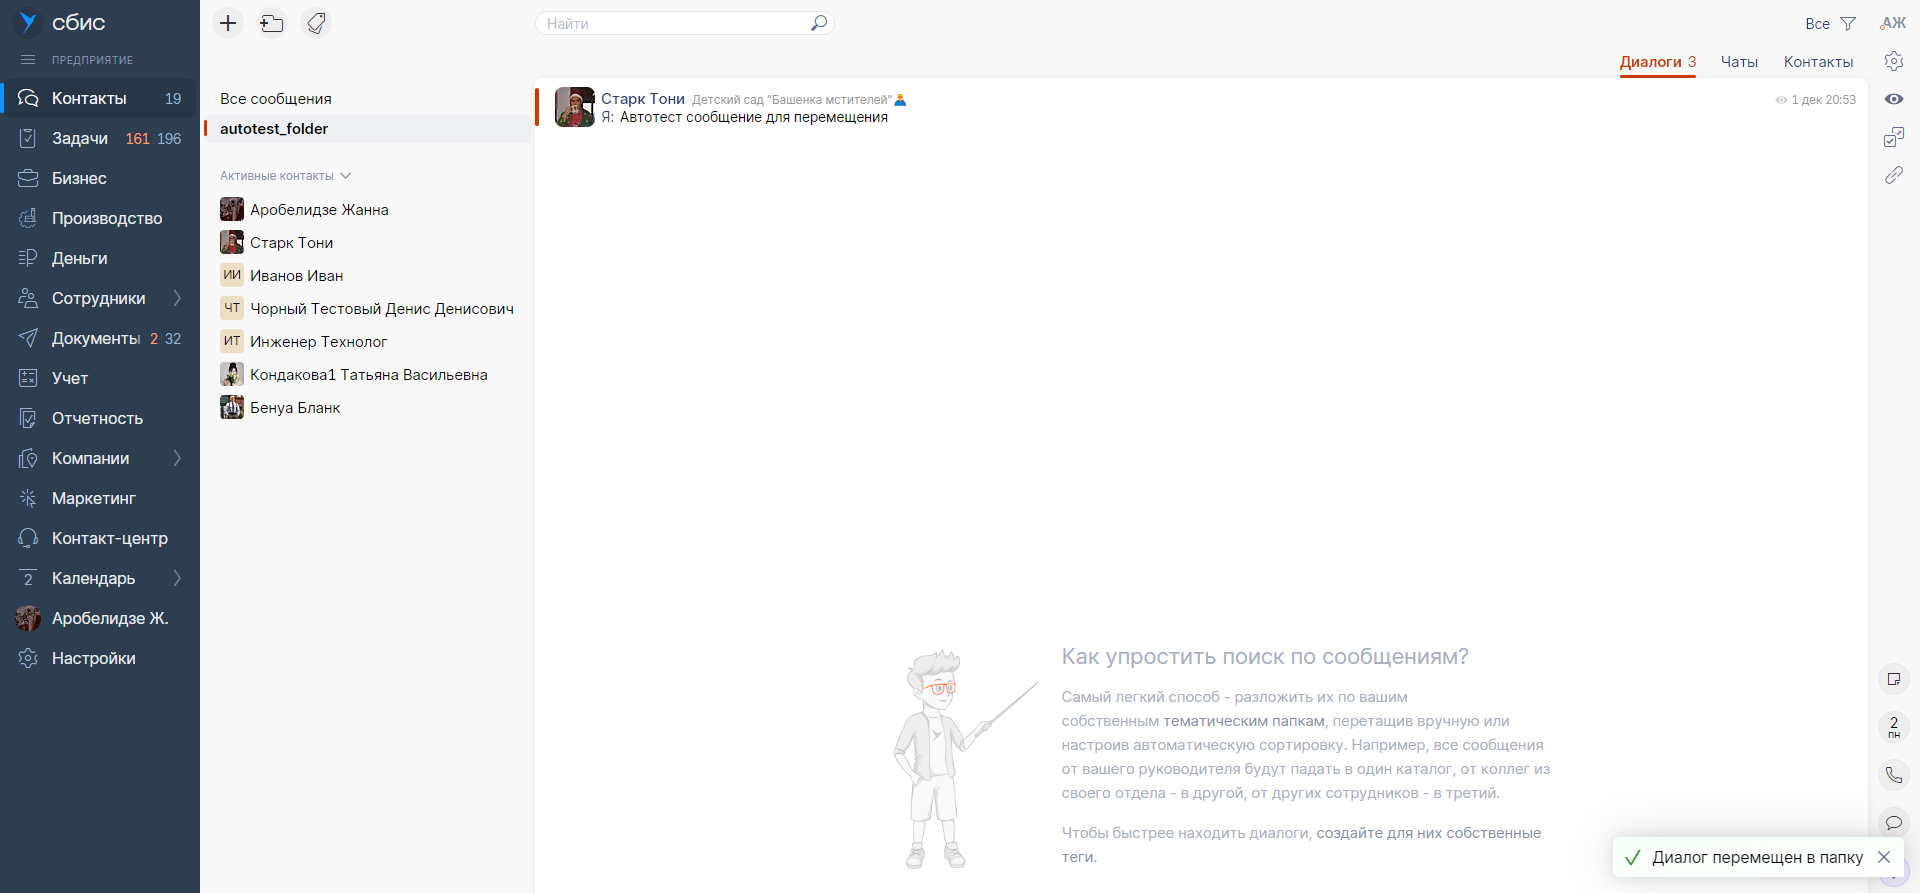 сбис
ПРЕДПРИЯТИЕ
Контакты 19
Задачи 161 196
Бизнес
Производство
Деньги
Сотрудники
Документы 2 32
Учет
Отчетность
Компании
Маркетинг
Контакт-центр
2 Календарь
Аробелидзе Ж.
Настройки
Найти
Все
АЖ
Диалоги 3
Чаты
Контакты
Все сообщения
autotest_folder
Активные контакты
Аробелидзе Жанна
Старк Тони
ИИ Иванов Иван
ЧТ Чорный Тестовый Денис Денисович
ИТ Инженер Технолог
Кондакова1 Татьяна Васильевна
Бенуа Бланк
Старк Тони Детский сад "Башенка мстителей"
1 дек 20:53
Я: Автотест сообщение для перемещения
Как упростить поиск по сообщениям?
Самый легкий способ - разложить их по вашим
собственным тематическим папкам, перетащив вручную или
настроив автоматическую сортировку. Например, все сообщения
от вашего руководителя будут падать в один каталог, от коллег из
своего отдела - в другой, от других сотрудников - в третий.
Чтобы быстрее находить диалоги, создайте для них собственные
теги.
2
ПН
Диалог перемещен в папку